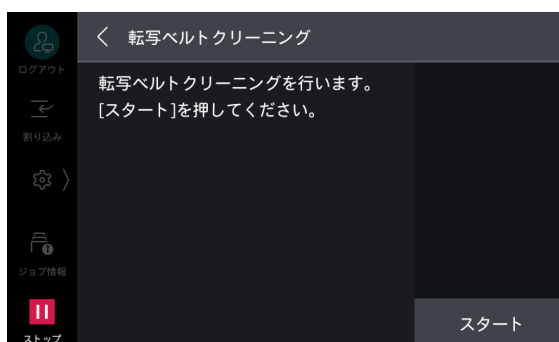 転写ベルトクリーニング
ログアウト
転写ベルトクリーニングを行います。
[スタート]を押してください。
割り込み
ジョブ情報
ストップ
スタート